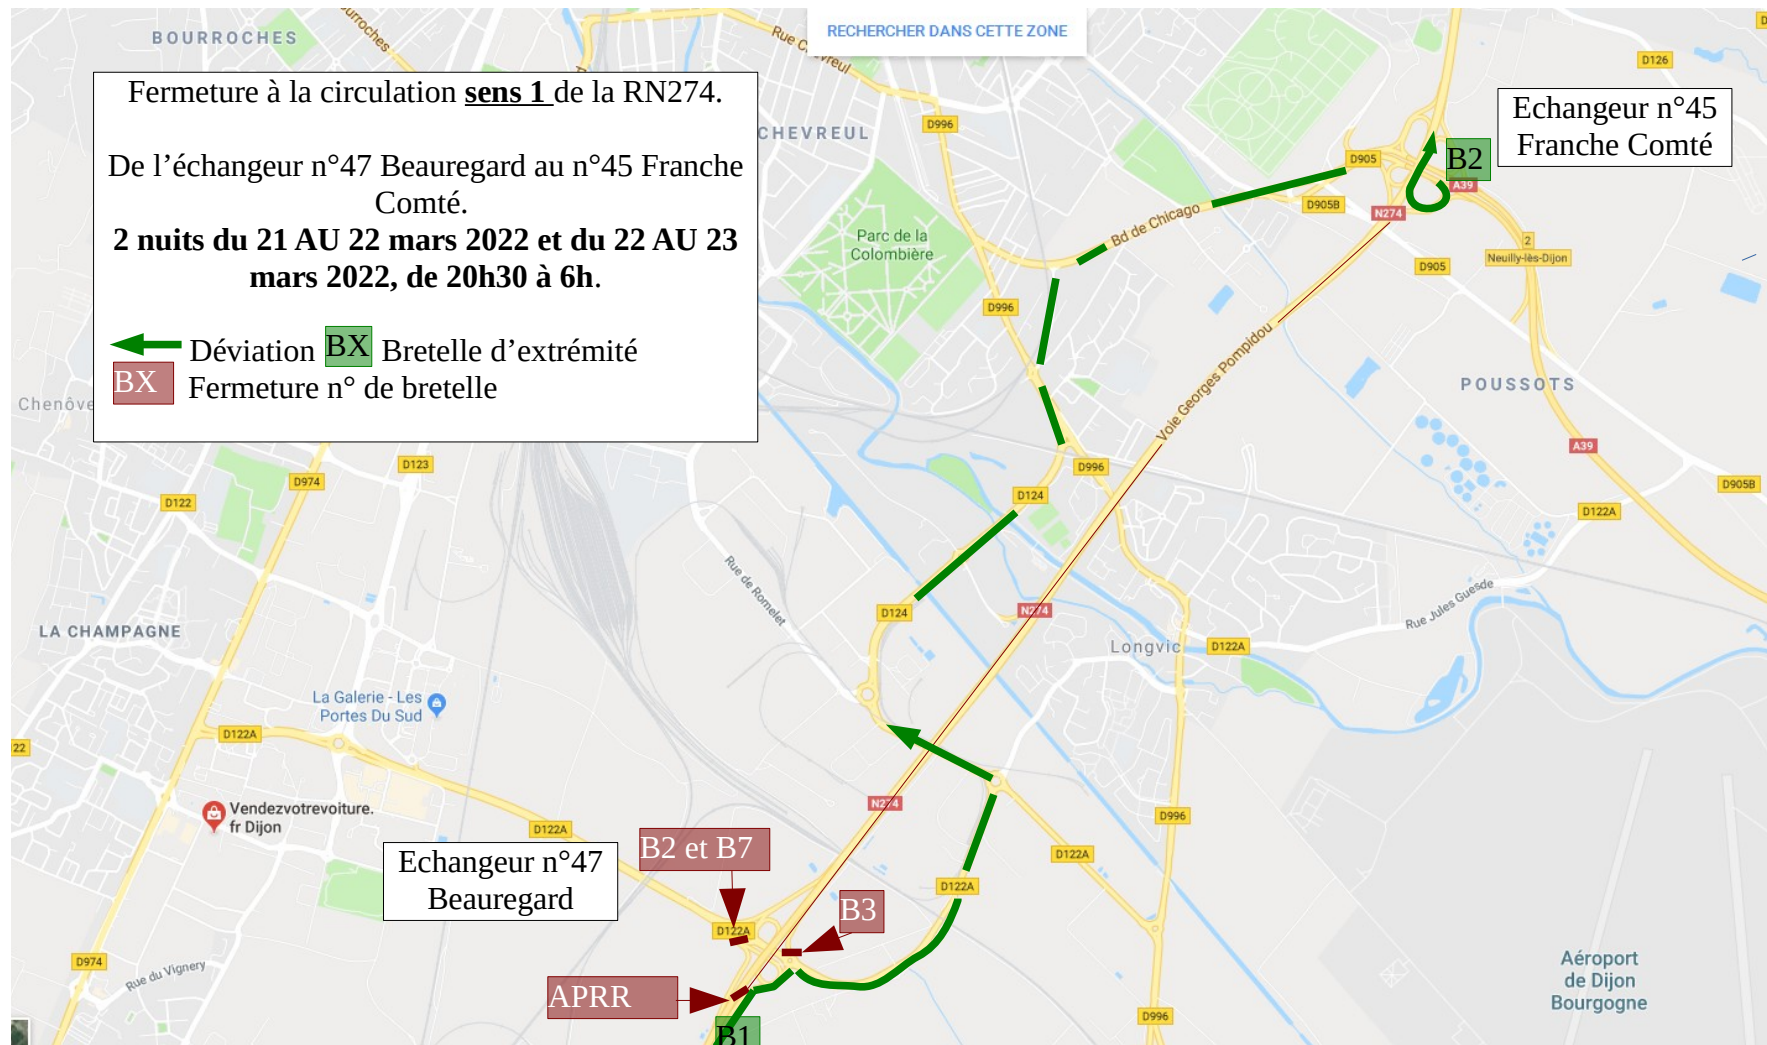 RECHERCHER DANS CETTE ZONE
BOURROCHES
Rue C
evreul
D126
Fermeture à la circulation sens 1 de la RN274.
De l’échangeur n°47 Beauregard au n°45 Franche
Comté.
2 nuits du 21 AU 22 mars 2022 et du 22 AU 23
mars 2022, de 20h30 à 6h.
Déviation BX Bretelle d’extrémité
BX Fermeture n° de bretelle
Echangeur n°45
Franche Comté
CHEVREUL
D996
D905
B2
A39
D905B
N274
Bd de Chicago
Parc de la
Colombière
2
Neuilly-lès-Dijon
D905
D996
Voie Georges Pompidou
POUSSOTS
Chenôve
A39
D123
D974
D122
D996
D124
D905B
D122A
Rue de Romelet
Rue Jules Guesde
D124
N274
LA CHAMPAGNE
Longvic
D122A
La Galerie - Les
Portes Du Sud
D122A
22
Vendezvotrevoiture.
fr Dijon
N274
D122A
D996
B2 et B7
D122A
Echangeur n°47
Beauregard
D122A
B3
D122A
D974
Rue du Vignery
APRR
Aéroport
de Dijon
Bourgogne
D996
B1